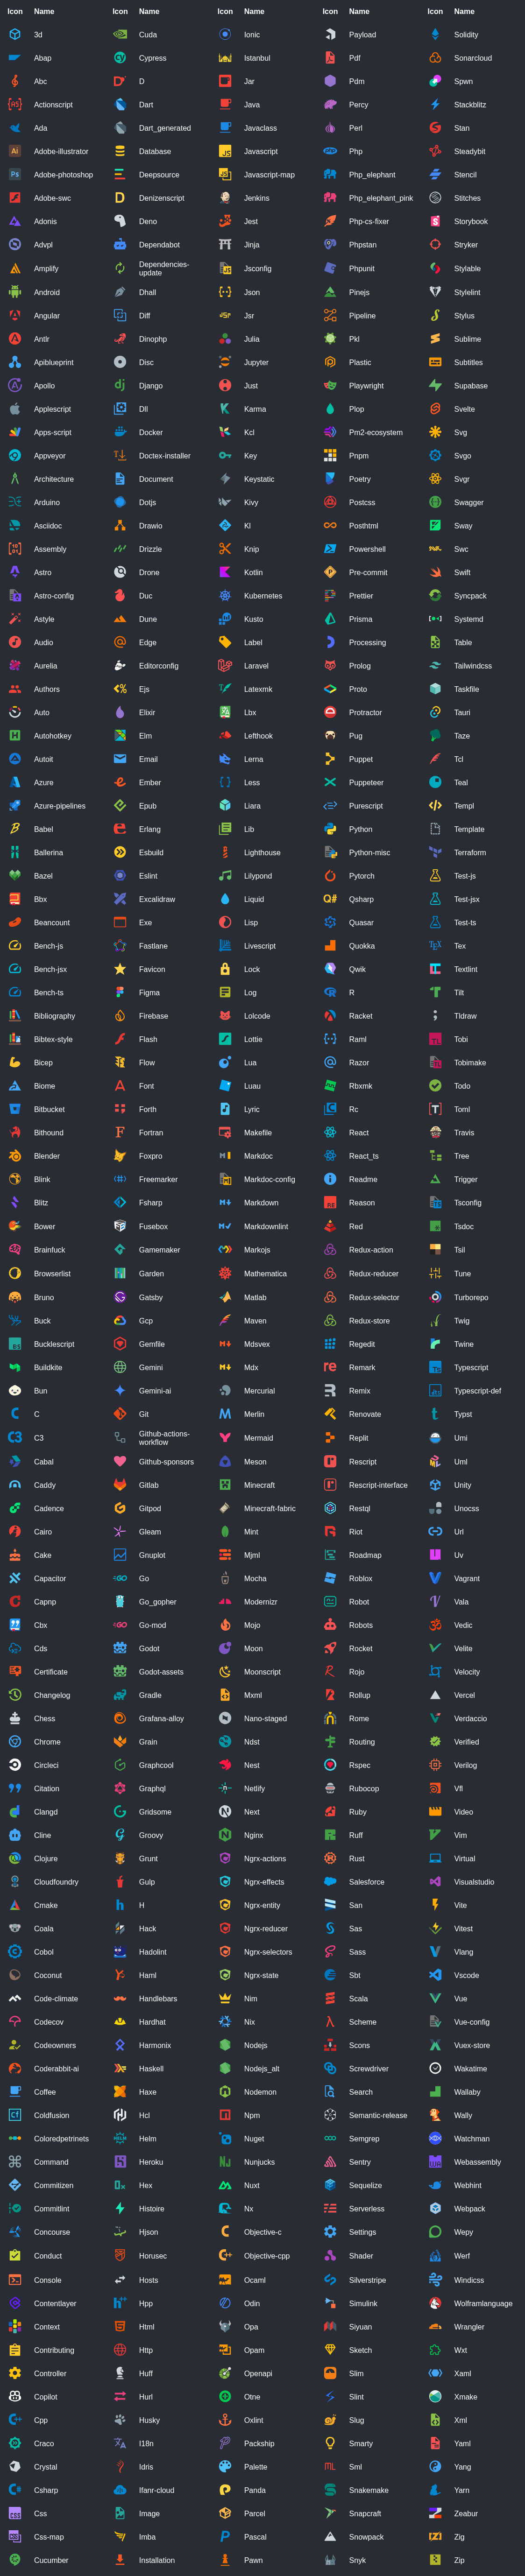 Icon Name Icon Name Icon Name Icon Name Icon Name
3d Cuda Ionic Payload Solidity
Abap Cypress Istanbul Pdf Sonarcloud
Abc D Jar Pdm Spwn
Actionscript Dart Java Percy Stackblitz
Ada Dart_generated Javaclass Perl Stan
Adobe-illustrator Database Javascript Php Steadybit
Adobe-photoshop Deepsource Javascript-map Php_elephant Stencil
Adobe-swc Denizenscript Jenkins Php_elephant_pink Stitches
Adonis Deno Jest Php-cs-fixer Storybook
Advpl Dependabot Jinja Phpstan Stryker
Amplify Dependencies-update Jsconfig Phpunit Stylable
Android Dhall Json Pinejs Stylelint
Angular Diff Jsr Pipeline Stylus
Antlr Dinophp Julia Pkl Sublime
Apiblueprint Disc Jupyter Plastic Subtitles
Apollo Django Just Playwright Supabase
Applescript Dll Karma Plop Svelte
Apps-script Docker Kcl Pm2-ecosystem Svg
Appveyor Doctex-installer Key Pnpm Svgo
Architecture Document Keystatic Poetry Svgr
Arduino Dotjs Kivy Postcss Swagger
Asciidoc Drawio Kl Posthtml Sway
Assembly Drizzle Knip Powershell Swc
Astro Drone Kotlin Pre-commit Swift
Astro-config Duc Kubernetes Prettier Syncpack
Astyle Dune Kusto Prisma Systemd
Audio Edge Label Processing Table
Aurelia Editorconfig Laravel Prolog Tailwindcss
Authors Ejs Latexmk Proto Taskfile
Auto Elixir Lbx Protractor Tauri
Autohotkey Elm Lefthook Pug Taze
Autoit Email Lerna Puppet Tcl
Azure Ember Less Puppeteer Teal
Azure-pipelines Epub Liara Purescript Templ
Babel Erlang Lib Python Template
Ballerina Esbuild Lighthouse Python-misc Terraform
Bazel Eslint Lilypond Pytorch Test-js
Bbx Excalidraw Liquid Qsharp Test-jsx
Beancount Exe Lisp Quasar Test-ts
Bench-js Fastlane Livescript Quokka Tex
Bench-jsx Favicon Lock Qwik Textlint
Bench-ts Figma Log R Tilt
Bibliography Firebase Lolcode Racket Tldraw
Bibtex-style Flash Lottie Raml Tobi
Bicep Flow Lua Razor Tobimake
Biome Font Luau Rbxmk Todo
Bitbucket Forth Lyric Rc Toml
Bithound Fortran Makefile React Travis
Blender Foxpro Markdoc React_ts Tree
Blink Freemarker Markdoc-config Readme Trigger
Blitz Fsharp Markdown Reason Tsconfig
Bower Fusebox Markdownlint Red Tsdoc
Brainfuck Gamemaker Markojs Redux-action Tsil
Browserlist Garden Mathematica Redux-reducer Tune
Bruno Gatsby Matlab Redux-selector Turborepo
Buck Gcp Maven Redux-store Twig
Bucklescript Gemfile Mdsvex Regedit Twine
Buildkite Gemini Mdx Remark Typescript
Bun Gemini-ai Mercurial Remix Typescript-def
C Git Merlin Renovate Typst
C3 Github-actions-workflow Mermaid Replit Umi
Cabal Github-sponsors Meson Rescript Uml
Caddy Gitlab Minecraft Rescript-interface Unity
Cadence Gitpod Minecraft-fabric Restql Unocss
Cairo Gleam Mint Riot Url
Cake Gnuplot Mjml Roadmap Uv
Capacitor Go Mocha Roblox Vagrant
Capnp Go_gopher Modernizr Robot Vala
Cbx Go-mod Mojo Robots Vedic
Cds Godot Moon Rocket Velite
Certificate Godot-assets Moonscript Rojo Velocity
Changelog Gradle Mxml Rollup Vercel
Chess Grafana-alloy Nano-staged Rome Verdaccio
Chrome Grain Ndst Routing Verified
Circleci Graphcool Nest Rspec Verilog
Citation Graphql Netlify Rubocop Vfl
Clangd Gridsome Next Ruby Video
Cline Groovy Nginx Ruff Vim
Clojure Grunt Ngrx-actions Rust Virtual
Cloudfoundry Gulp Ngrx-effects Salesforce Visualstudio
Cmake H Ngrx-entity San Vite
Coala Hack Ngrx-reducer Sas Vitest
Cobol Hadolint Ngrx-selectors Sass Vlang
Coconut Haml Ngrx-state Sbt Vscode
Code-climate Handlebars Nim Scala Vue
Codecov Hardhat Nix Scheme Vue-config
Codeowners Harmonix Nodejs Scons Vuex-store
Coderabbit-ai Haskell Nodejs_alt Screwdriver Wakatime
Coffee Haxe Nodemon Search Wallaby
Coldfusion Hcl Npm Semantic-release Wally
Coloredpetrinets Helm Nuget Semgrep Watchman
Command Heroku Nunjucks Sentry Webassembly
Commitizen Hex Nuxt Sequelize Webhint
Commitlint Histoire Nx Serverless Webpack
Concourse Hjson Objective-c Settings Wepy
Conduct Horusec Objective-cpp Shader Werf
Console Hosts Ocaml Silverstripe Windicss
Contentlayer Hpp Odin Simulink Wolframlanguage
Context Html Opa Siyuan Wrangler
Contributing Http Opam Sketch Wxt
Controller Huff Openapi Slim Xaml
Copilot Hurl Otne Slint Xmake
Cpp Husky Oxlint Slug Xml
Craco I18n Packship Smarty Yaml
Crystal Idris Palette Sml Yang
Csharp Ifanr-cloud Panda Snakemake Yarn
Css Image Parcel Snapcraft Zeabur
Css-map Imba Pascal Snowpack Zig
Cucumber Installation Pawn Snyk Zip